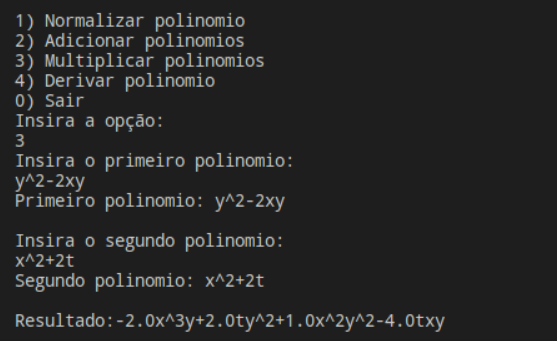 1) Normalizar polinomio
2) Adicionar polinomios
3) Multiplicar polinomios
4) Derivar polinomio
0) Sair
Insira a opção:
3
Insira o primeiro polinomio:
y^2-2xy
Primeiro polinomio: y^2-2xy
Insira o segundo polinomio:
x^2+2t
Segundo polinomio: x^2+2t
Resultado:-2.0x^3y+2.0ty^2+1.0x^2y^2-4.0txy